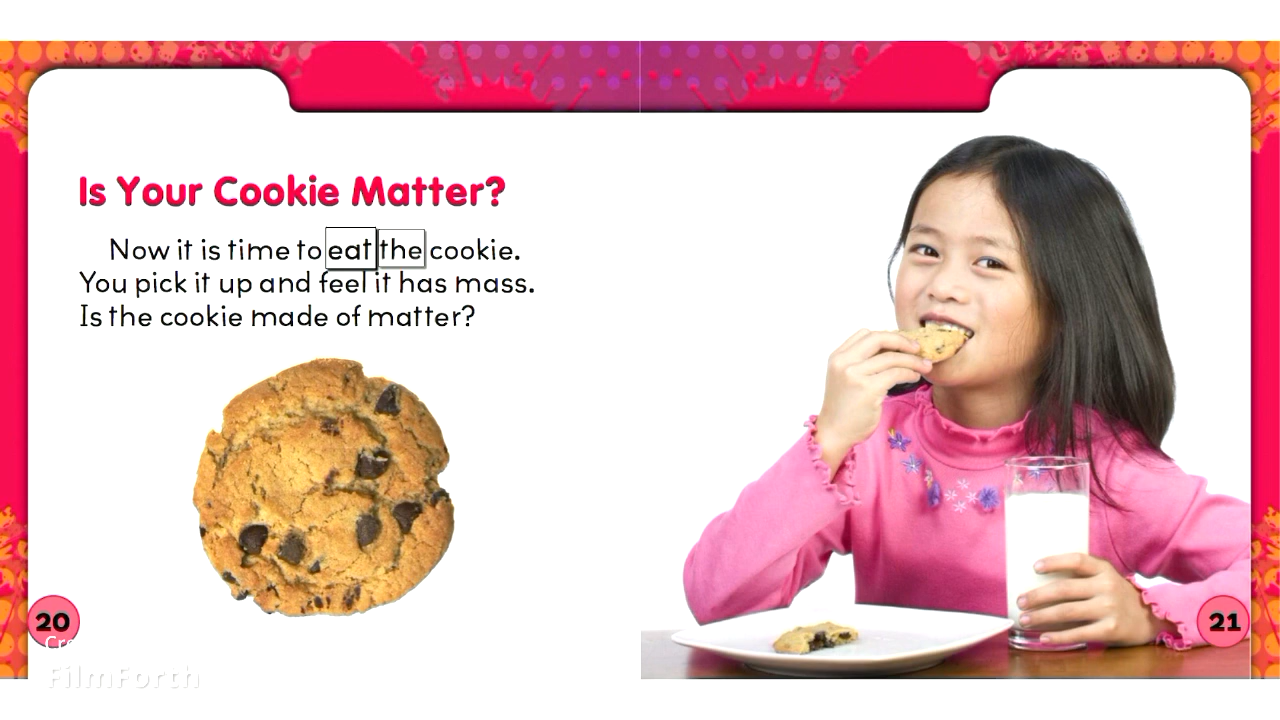 Is Your Cookie Matter?
Now it is time to eat the cookie.
You pick it up and feel it has mass.
Is the cookie made of matter?
20
21
FilmForth